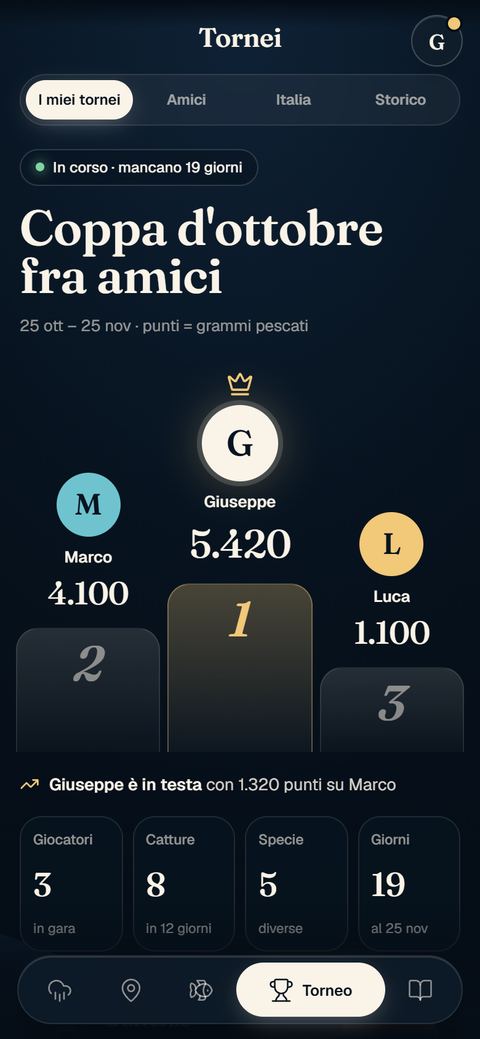 Tornei
G
I miei tornei
Amici
Italia
Storico
In corso · mancano 19 giorni
Coppa d'ottobre
fra amici
25 ott – 25 nov · punti = grammi pescati
G
Giuseppe
5.420
M
Marco
4.100
L
Luca
1.100
1
2
3
Giuseppe è in testa con 1.320 punti su Marco
Giocatori
3
in gara
Catture
8
in 12 giorni
Specie
5
diverse
Giorni
19
al 25 nov
Torneo